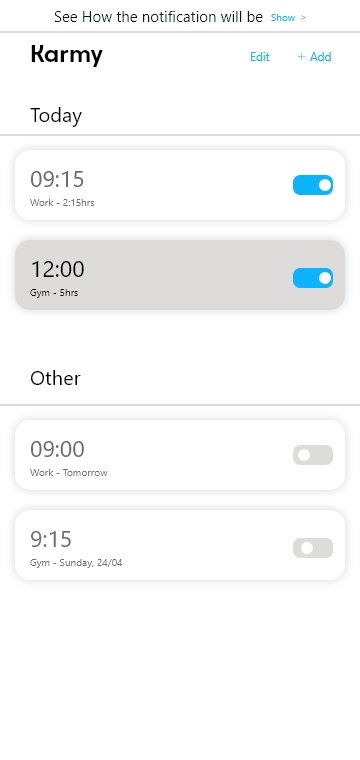 See How the notification will be Show >
Karmy Edit + Add
Today
09:15
Work - 2:15hrs
12:00
Gym - 5hrs
Other
09:00
Work - Tomorrow
9:15
Gym - Sunday, 24/04